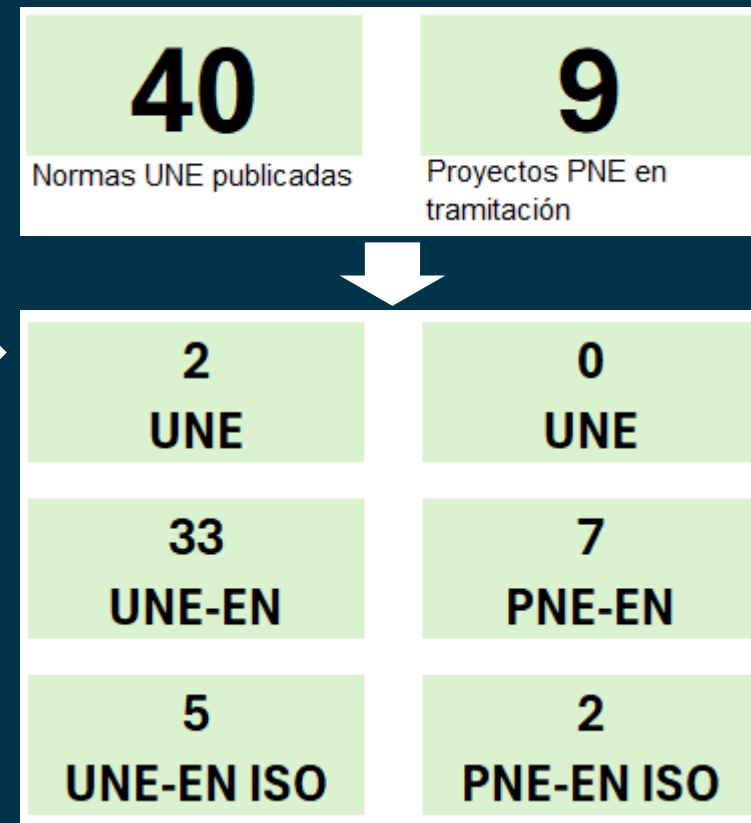 40
Normas UNE publicadas
9
Proyectos PNE en
tramitación
2
UNE
0
UNE
33
UNE-EN
7
PNE-EN
5
UNE-EN ISO
2
PNE-EN ISO